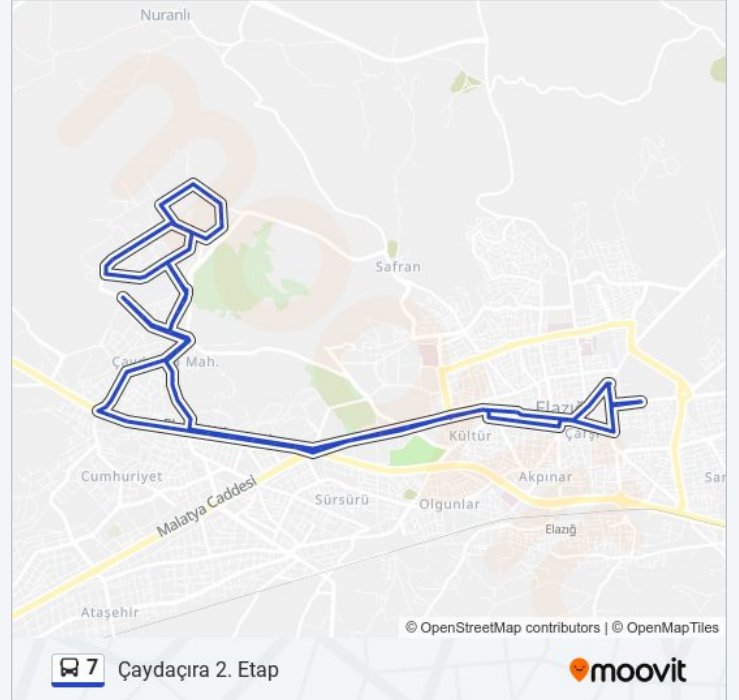 Nuranlı
Safran
Mah.
Elazığ
Çarşı
Kültür
Cumhuriyet
Malatya Caddesi
Sürsürü
Olgunlar
Akpınar
Elazığ
Ataşehir
© OpenStreetMap contributors | © OpenMapTiles
7 Çaydaçıra 2. Etap
moovit